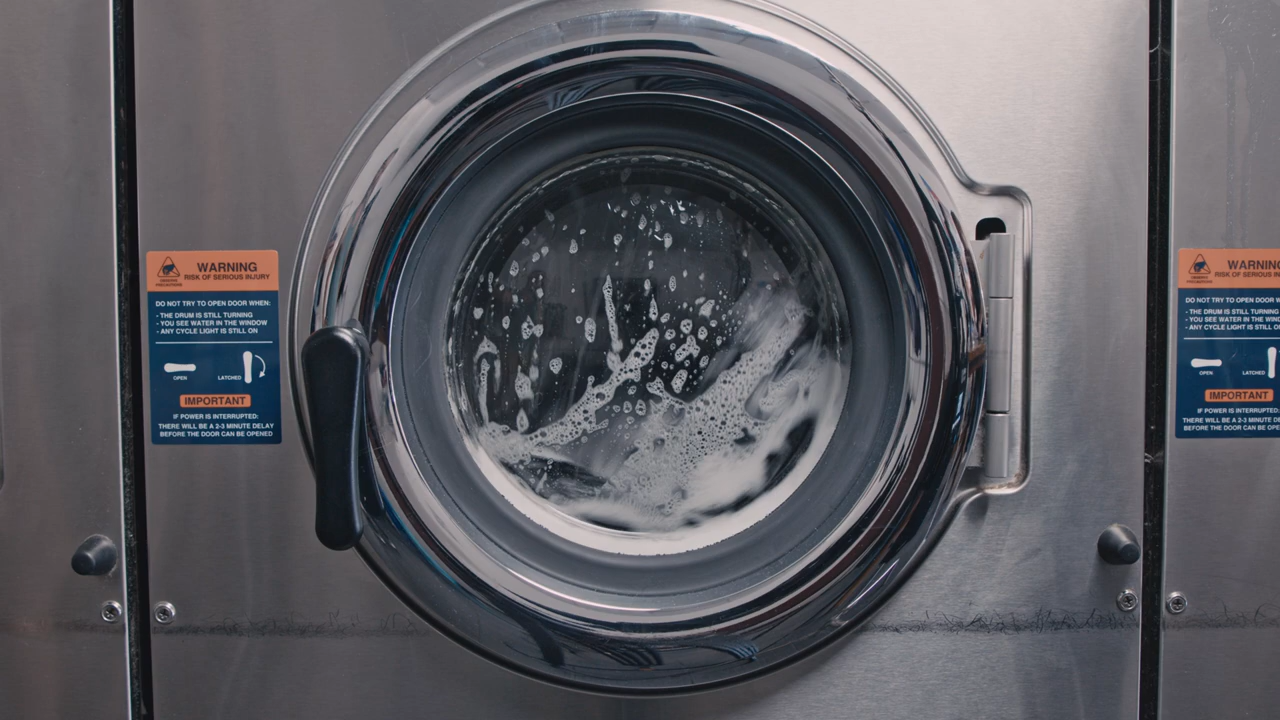 WARNING
RISK OF SERIOUS INJURY
DO NOT TRY TO OPEN DOOR WHEN:
- THE DRUM IS STILL TURNING
- YOU SEE WATER IN THE WINDOW
- ANY CYCLE LIGHT IS STILL ON
OPEN
LATCHED
IMPORTANT
IF POWER IS INTERRUPTED:
THERE WILL BE A 2-3 MINUTE DELAY
BEFORE THE DOOR CAN BE OPENED
WARNING
RISK OF SERIOUS IN
DO NOT TRY TO OPEN DOOR W
- THE DRUM IS STILL TURNING
- YOU SEE WATER IN THE WIND
- ANY CYCLE LIGHT IS STILL ON
OPEN
LATCHED
IMPORTANT
IF POWER IS INTERRUPTED
THERE WILL BE A 2-3 MINUTE
BEFORE THE DOOR CAN BE OPE